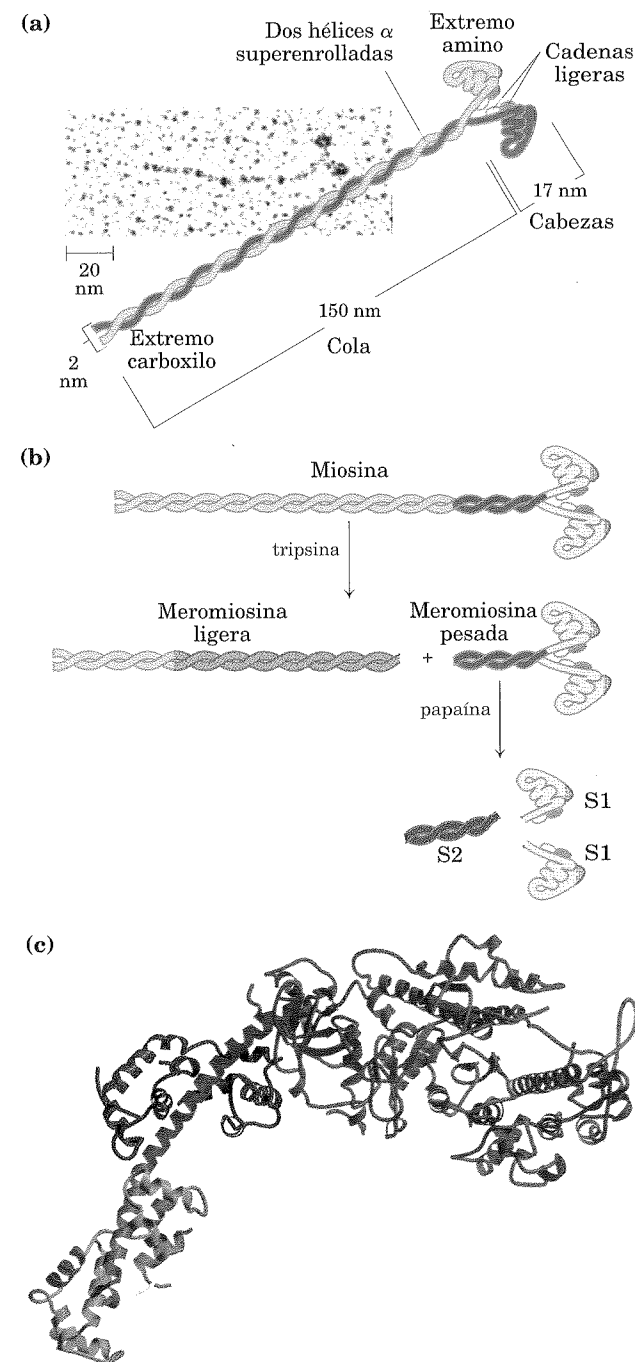 (a)
Dos hélices α
superenrolladas
Extremo
amino
Cadenas
ligeras
17 nm
Cabezas
20
nm
150 nm
Cola
2
nm
Extremo
carboxilo
(b)
Miosina
tripsina
Meromiosina
ligera
+
Meromiosina
pesada
papaína
S1
S2
S1
(c)